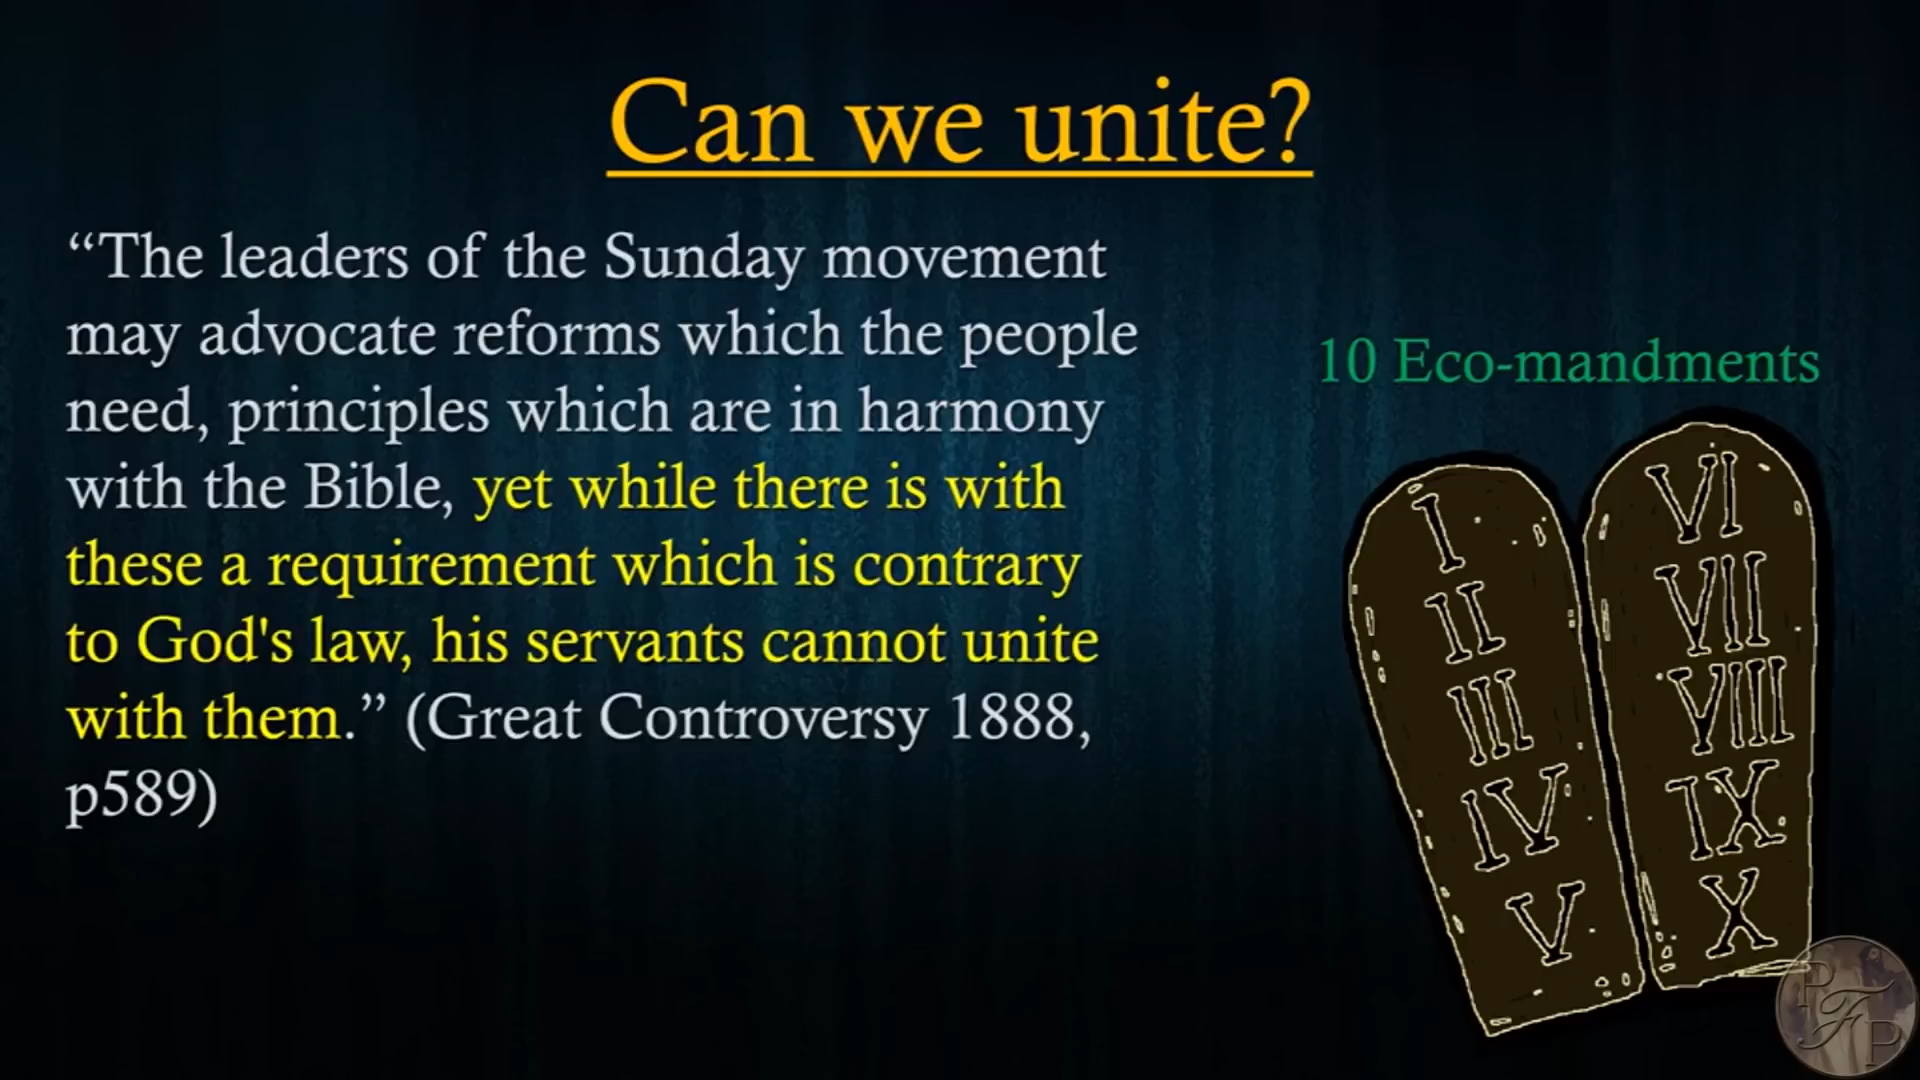 Can we unite?
“The leaders of the Sunday movement
may advocate reforms which the people
need, principles which are in harmony
with the Bible, yet while there is with
these a requirement which is contrary
to God's law, his servants cannot unite
with them.” (Great Controversy 1888,
p589)
10 Eco-mandments
I
II
III
IV
V
VI
VII
VIII
IX
X
PFP